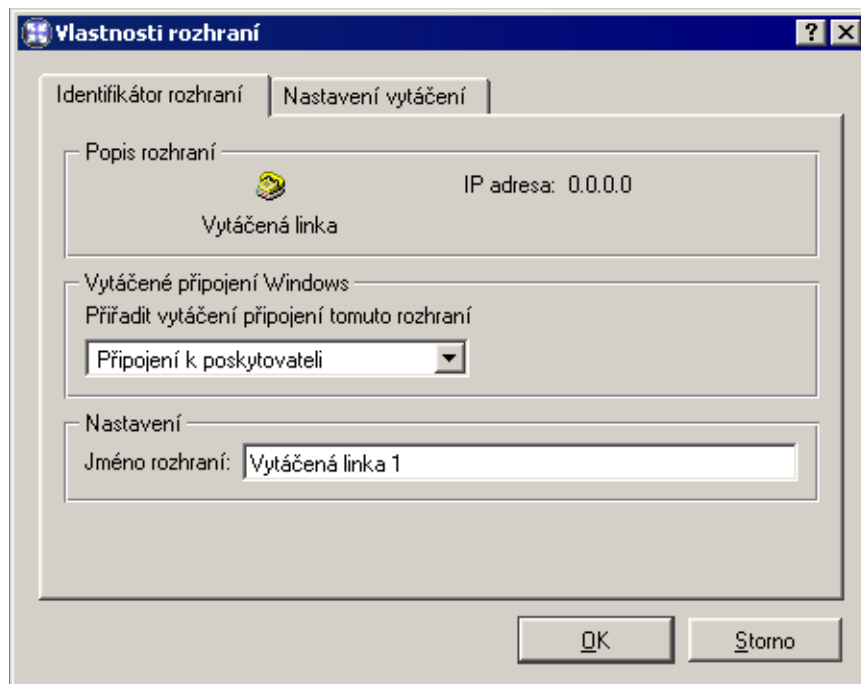 Vlastnosti rozhraní
Identifikátor rozhraní
Nastavení vytáčení
Popis rozhraní
IP adresa: 0.0.0.0
Vytáčená linka
Vytáčené připojení Windows
Přiřadit vytáčení připojení tomuto rozhraní
Připojení k poskytovateli
Nastavení
Jméno rozhraní: Vytáčená linka 1
OK
Storno